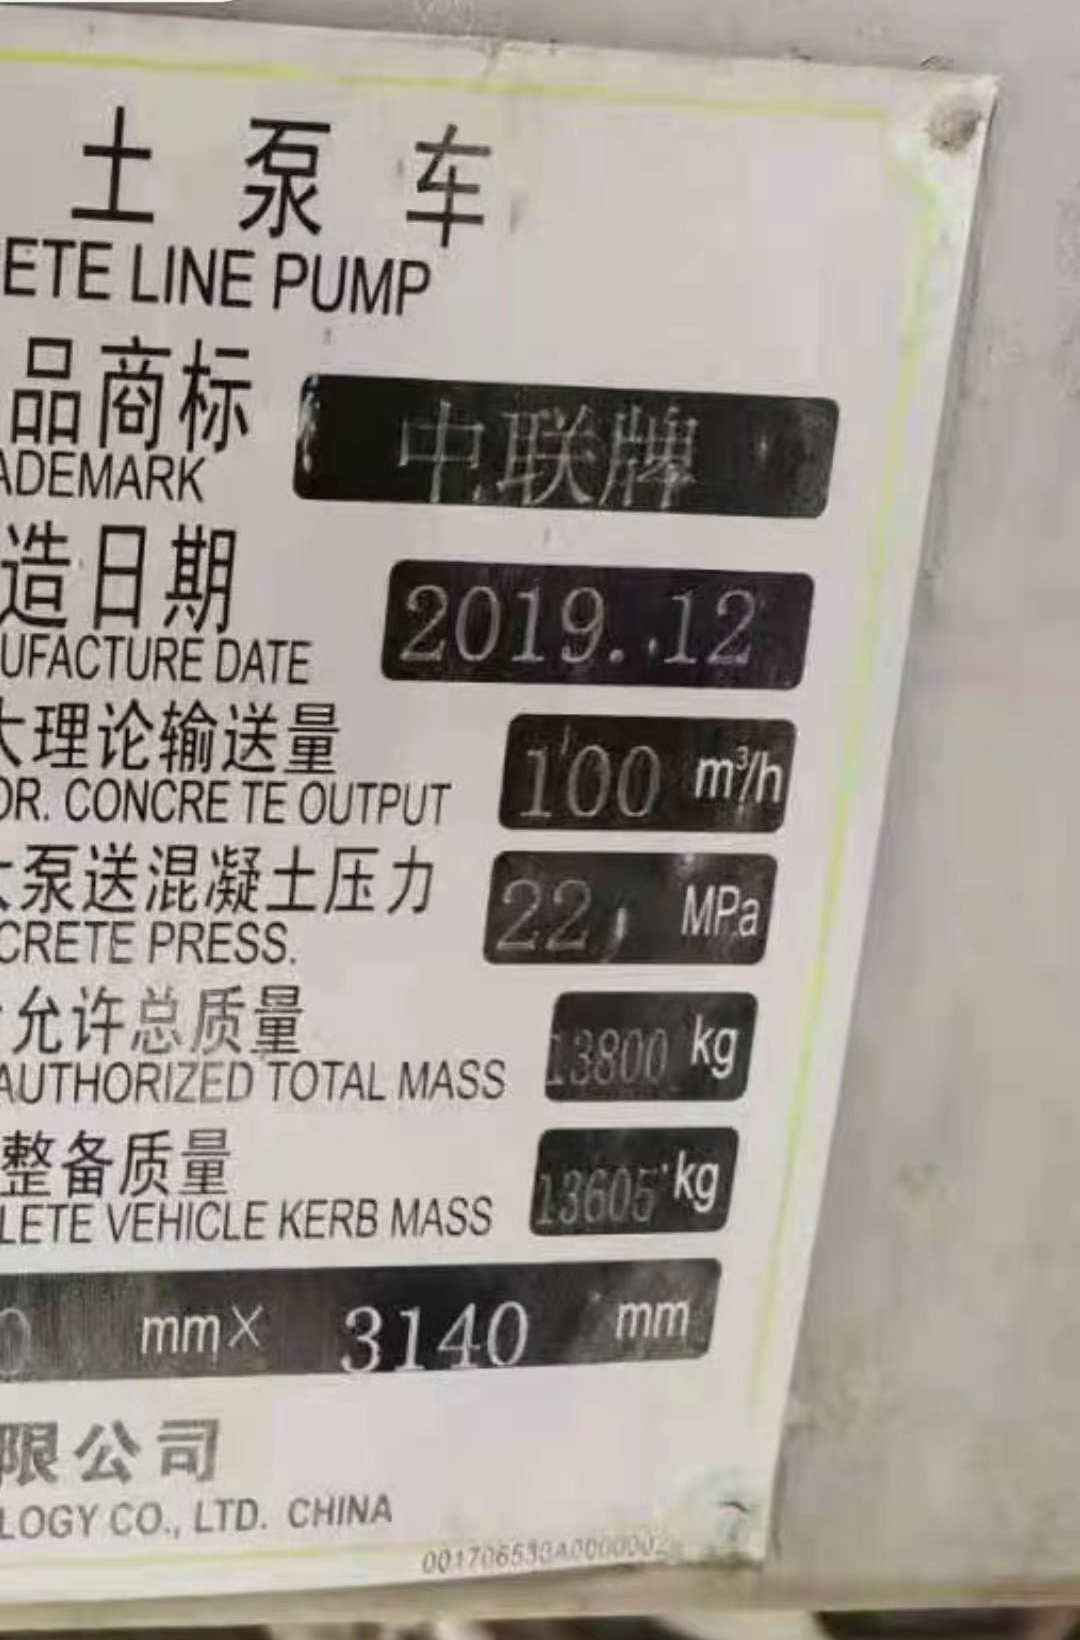 土泵车
ETE LINE PUMP
品商标 中联牌
ADEMARK
造日期 2019.12
UFACTURE DATE
大理论输送量 100 m³/h
OR. CONCRETE OUTPUT
大泵送混凝土压力 22 MPa
CRETE PRESS.
允许总质量 13800 kg
AUTHORIZED TOTAL MASS
整备质量 13605 kg
LETE VEHICLE KERB MASS
0 mm× 3140 mm
限公司
LOGY CO., LTD. CHINA